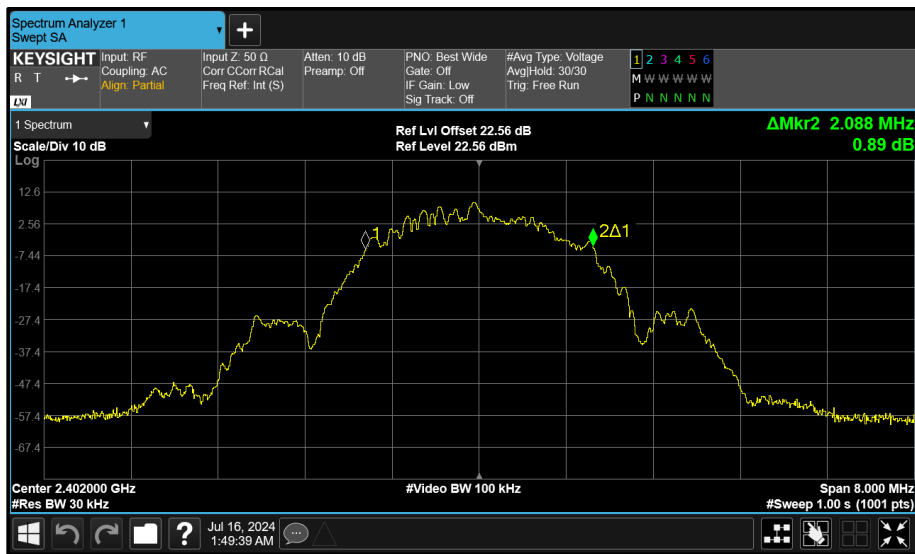 Spectrum Analyzer 1
Swept SA
KEYSIGHT
R T
LXI
Input: RF
Coupling: AC
Align: Partial
Input Z: 50 Ω
Corr CCorr RCal
Freq Ref: Int (S)
Atten: 10 dB
Preamp: Off
PNO: Best Wide
Gate: Off
IF Gain: Low
Sig Track: Off
#Avg Type: Voltage
Avg|Hold: 30/30
Trig: Free Run
1 2 3 4 5 6
M W W W W W
P N N N N N
1 Spectrum
Scale/Div 10 dB
Ref Lvl Offset 22.56 dB
Ref Level 22.56 dBm
ΔMkr2 2.088 MHz
0.89 dB
Log
12.6
2.56
-7.44
-17.4
-27.4
-37.4
-47.4
-57.4
-67.4
1
2Δ1
Center 2.402000 GHz
#Video BW 100 kHz
Span 8.000 MHz
#Res BW 30 kHz
#Sweep 1.00 s (1001 pts)
?
Jul 16, 2024
1:49:39 AM